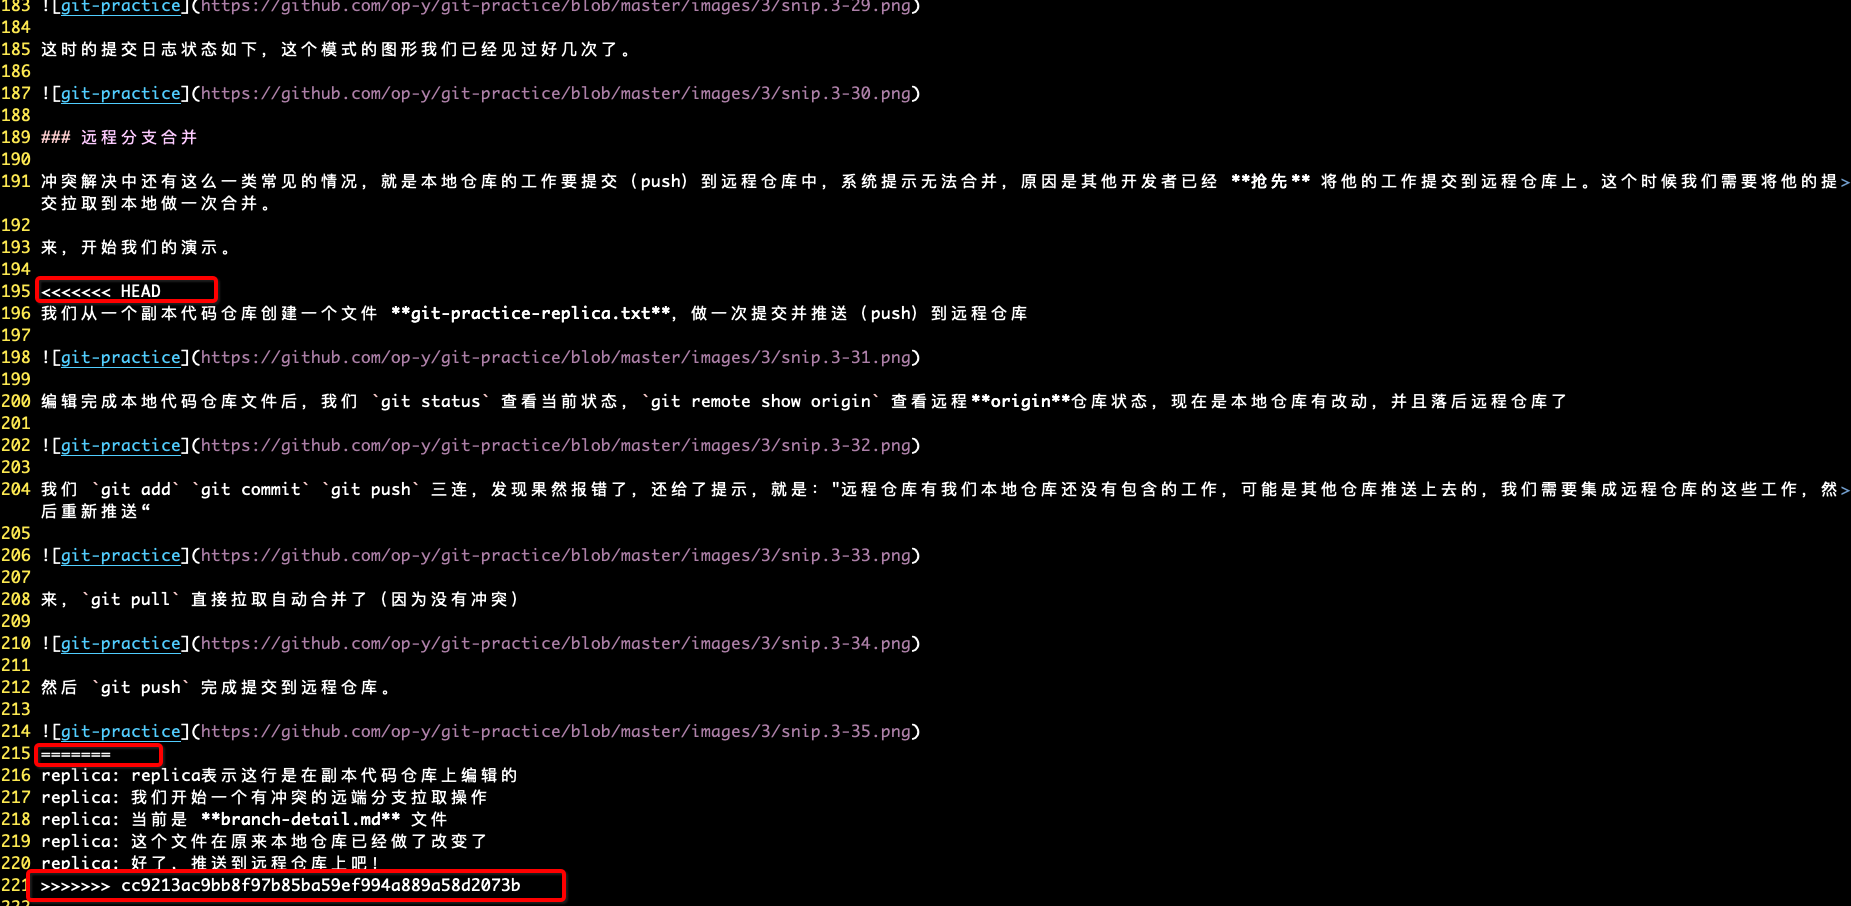 183 ![git-practice](https://github.com/op-y/git-practice/blob/master/images/3/snip.3-29.png)
184
185 这时的提交日志状态如下，这个模式的图形我们已经见过好几次了。
186
187 ![git-practice](https://github.com/op-y/git-practice/blob/master/images/3/snip.3-30.png)
188
189 ### 远程分支合并
190
191 冲突解决中还有这么一类常见的情况，就是本地仓库的工作要提交（push）到远程仓库中，系统提示无法合并，原因是其他开发者已经 **抢先** 将他的工作提交到远程仓库上。这个时候我们需要将他的提>
交拉取到本地做一次合并。
192
193 来，开始我们的演示。
194
195 <<<<<<< HEAD
196 我们从一个副本代码仓库创建一个文件 **git-practice-replica.txt**，做一次提交并推送（push）到远程仓库
197
198 ![git-practice](https://github.com/op-y/git-practice/blob/master/images/3/snip.3-31.png)
199
200 编辑完成本地代码仓库文件后，我们 `git status` 查看当前状态，`git remote show origin` 查看远程**origin**仓库状态，现在是本地仓库有改动，并且落后远程仓库了
201
202 ![git-practice](https://github.com/op-y/git-practice/blob/master/images/3/snip.3-32.png)
203
204 我们 `git add` `git commit` `git push` 三连，发现果然报错了，还给了提示，就是："远程仓库有我们本地仓库还没有包含的工作，可能是其他仓库推送上去的，我们需要集成远程仓库的这些工作，然>
后重新推送“
205
206 ![git-practice](https://github.com/op-y/git-practice/blob/master/images/3/snip.3-33.png)
207
208 来，`git pull` 直接拉取自动合并了（因为没有冲突）
209
210 ![git-practice](https://github.com/op-y/git-practice/blob/master/images/3/snip.3-34.png)
211
212 然后 `git push` 完成提交到远程仓库。
213
214 ![git-practice](https://github.com/op-y/git-practice/blob/master/images/3/snip.3-35.png)
215 =======
216 replica: replica表示这行是在副本代码仓库上编辑的
217 replica: 我们开始一个有冲突的远端分支拉取操作
218 replica: 当前是 **branch-detail.md** 文件
219 replica: 这个文件在原来本地仓库已经做了改变了
220 replica: 好了，推送到远程仓库上吧！
221 >>>>>>> cc9213ac9bb8f97b85ba59ef994a889a58d2073b
222